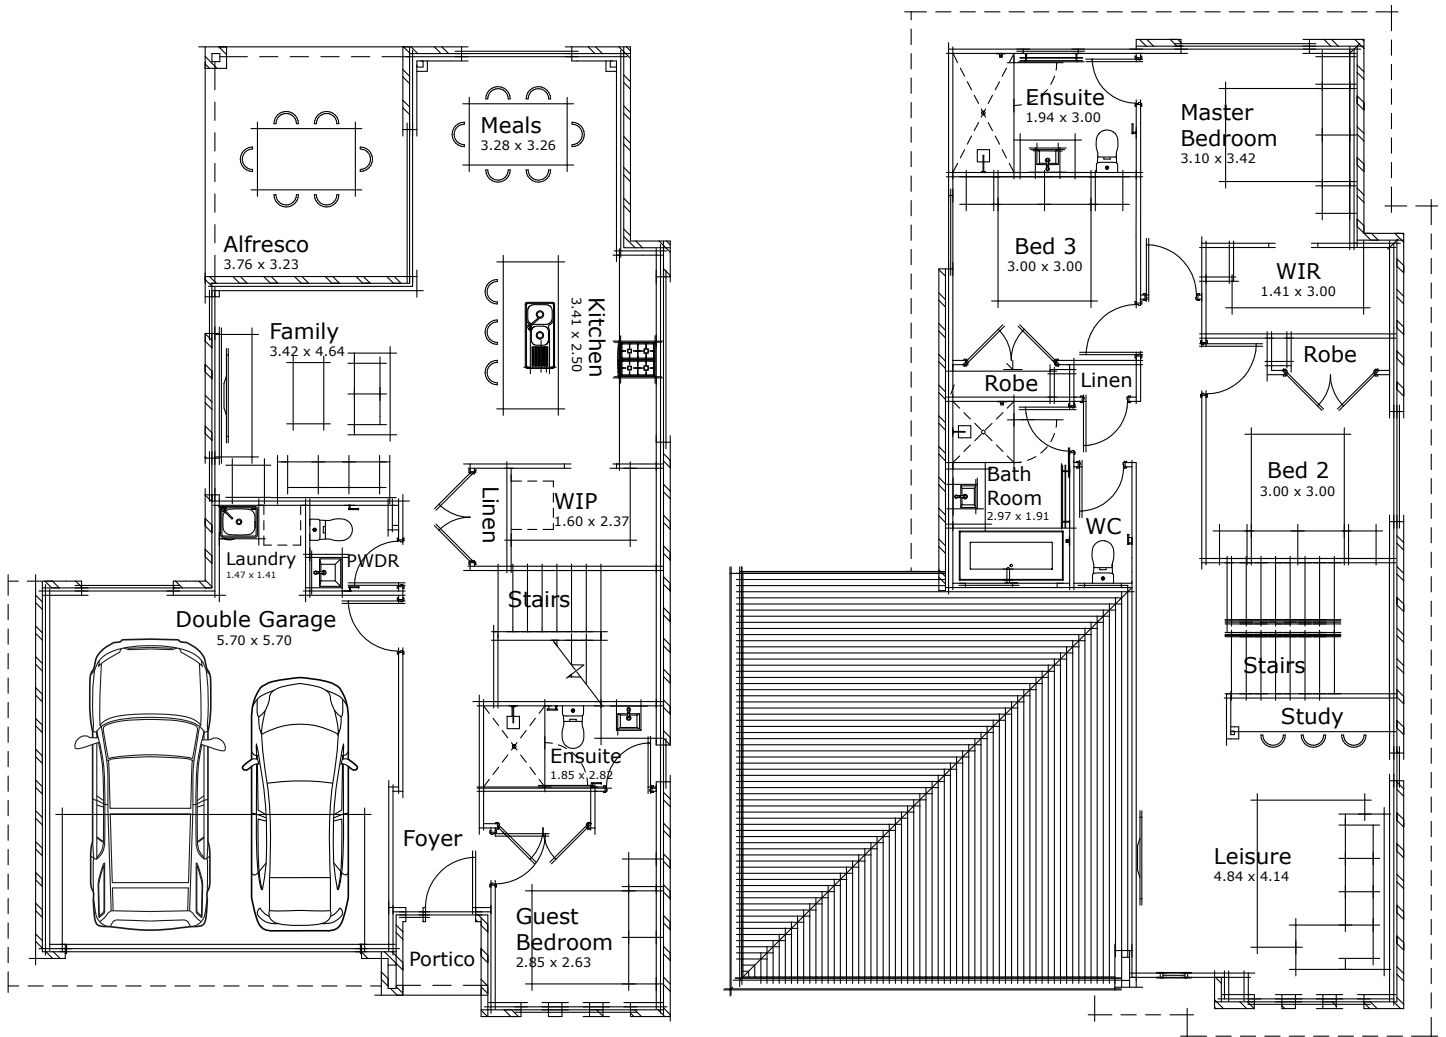 Meals
3.28 x 3.26
Alfresco
3.76 x 3.23
Family
3.42 x 4.64
Kitchen
3.41 x 2.50
Linen
WIP
1.60 x 2.37
Laundry
1.47 x 1.41
PWDR
Stairs
Double Garage
5.70 x 5.70
Ensuite
1.85 x 2.82
Foyer
Guest
Bedroom
2.85 x 2.63
Portico
Ensuite
1.94 x 3.00
Master
Bedroom
3.10 x 3.42
Bed 3
3.00 x 3.00
WIR
1.41 x 3.00
Robe
Robe
Linen
Bath
Room
2.97 x 1.91
WC
Bed 2
3.00 x 3.00
Stairs
Study
Leisure
4.84 x 4.14